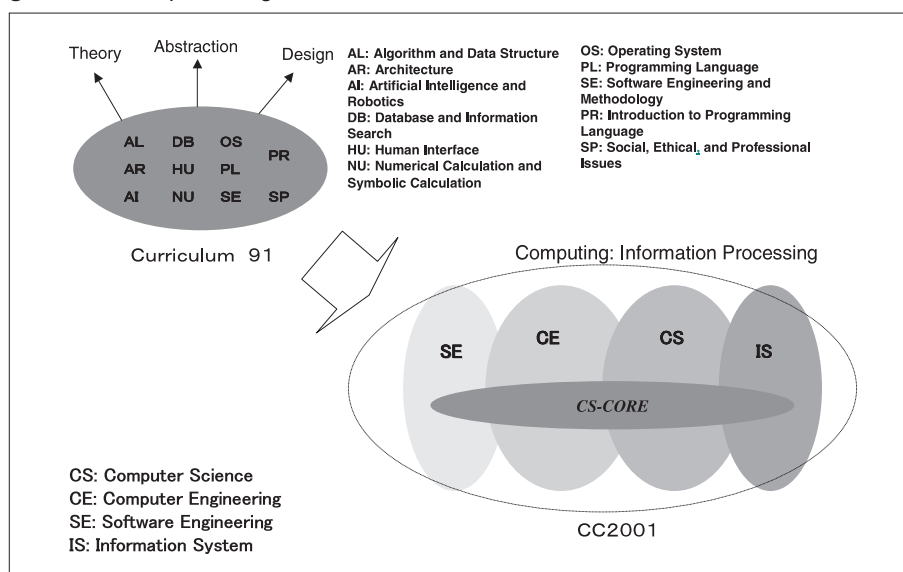 Theory
Abstraction
Design
AL DB OS
PR
AR HU PL
AI NU SE SP
Curriculum 91
AL: Algorithm and Data Structure
AR: Architecture
AI: Artificial Intelligence and
Robotics
DB: Database and Information
Search
HU: Human Interface
NU: Numerical Calculation and
Symbolic Calculation
OS: Operating System
PL: Programming Language
SE: Software Engineering and
Methodology
PR: Introduction to Programming
Language
SP: Social, Ethical, and Professional
Issues
Computing: Information Processing
SE CE CS IS
CS-CORE
CC2001
CS: Computer Science
CE: Computer Engineering
SE: Software Engineering
IS: Information System